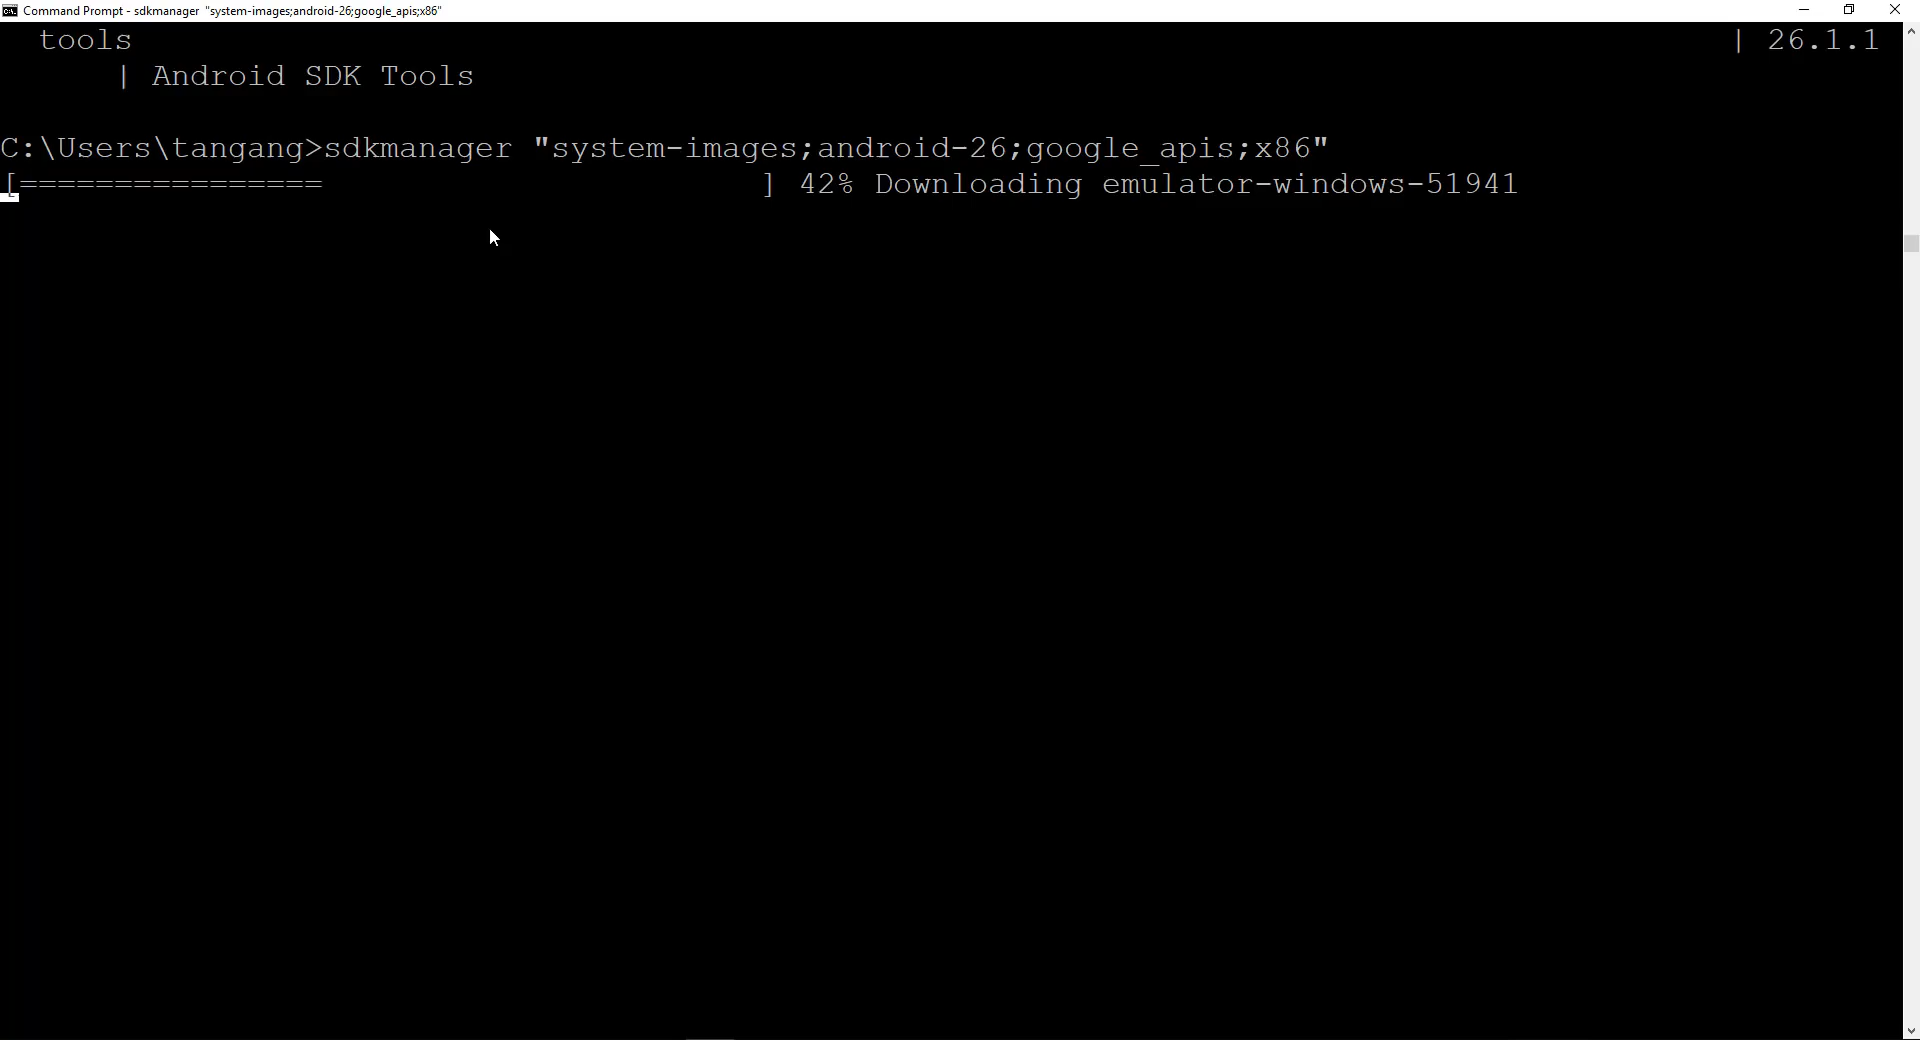 Command Prompt - sdkmanager "system-images;android-26;google_apis;x86"
tools | 26.1.1
| Android SDK Tools
C:\Users\tangang>sdkmanager "system-images;android-26;google_apis;x86"
[================ ] 42% Downloading emulator-windows-51941